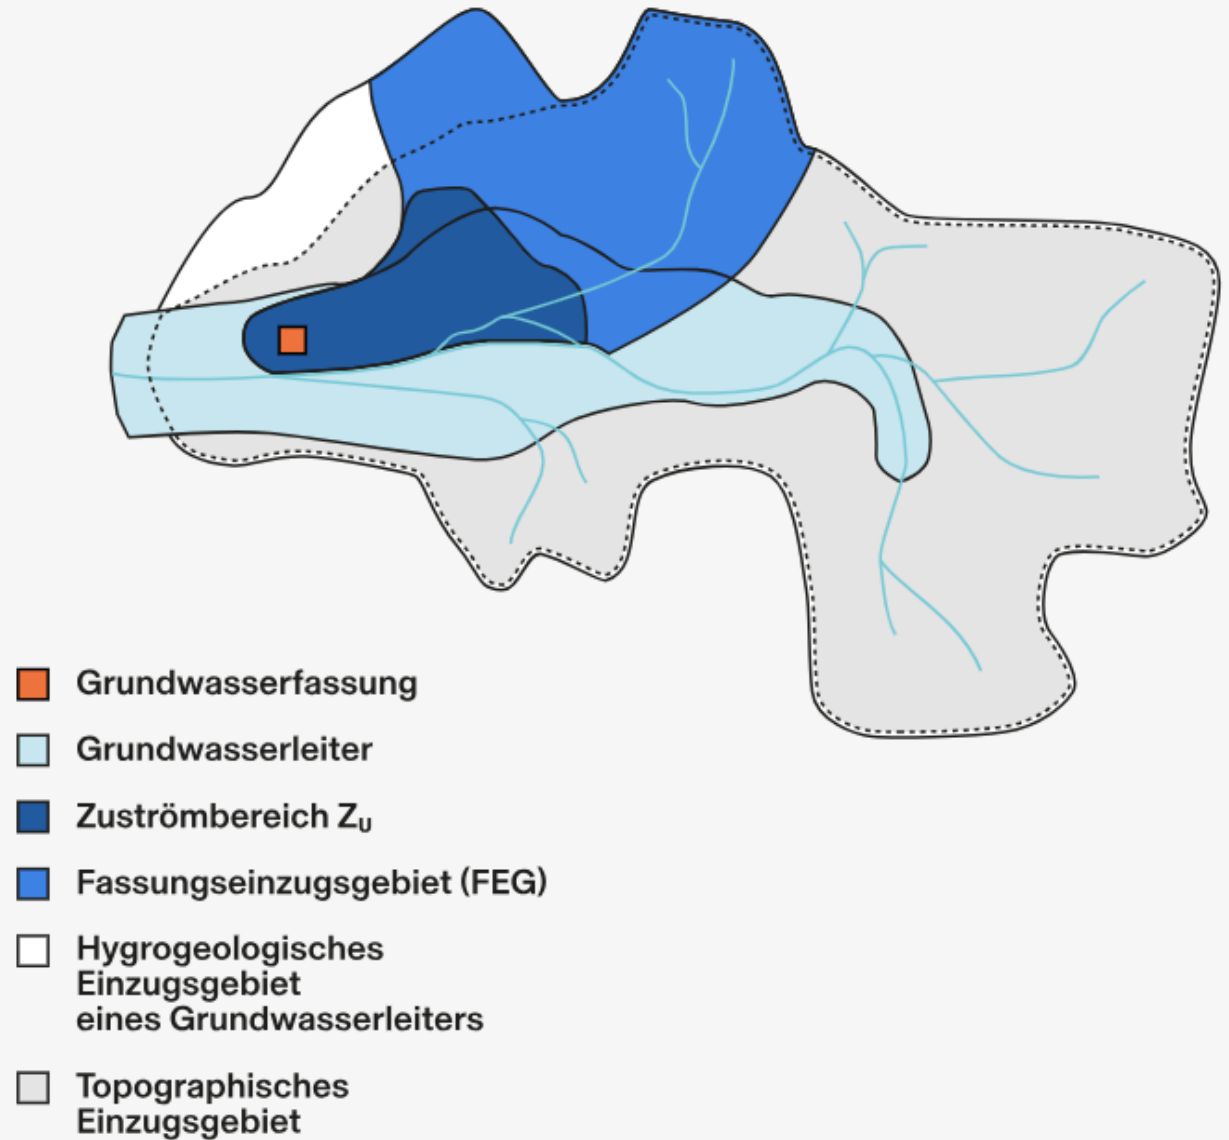 Grundwasserfassung
Grundwasserleiter
Zuströmbereich Zᵤ
Fassungseinzugsgebiet (FEG)
Hygrogeologisches
Einzugsgebiet
eines Grundwasserleiters
Topographisches
Einzugsgebiet